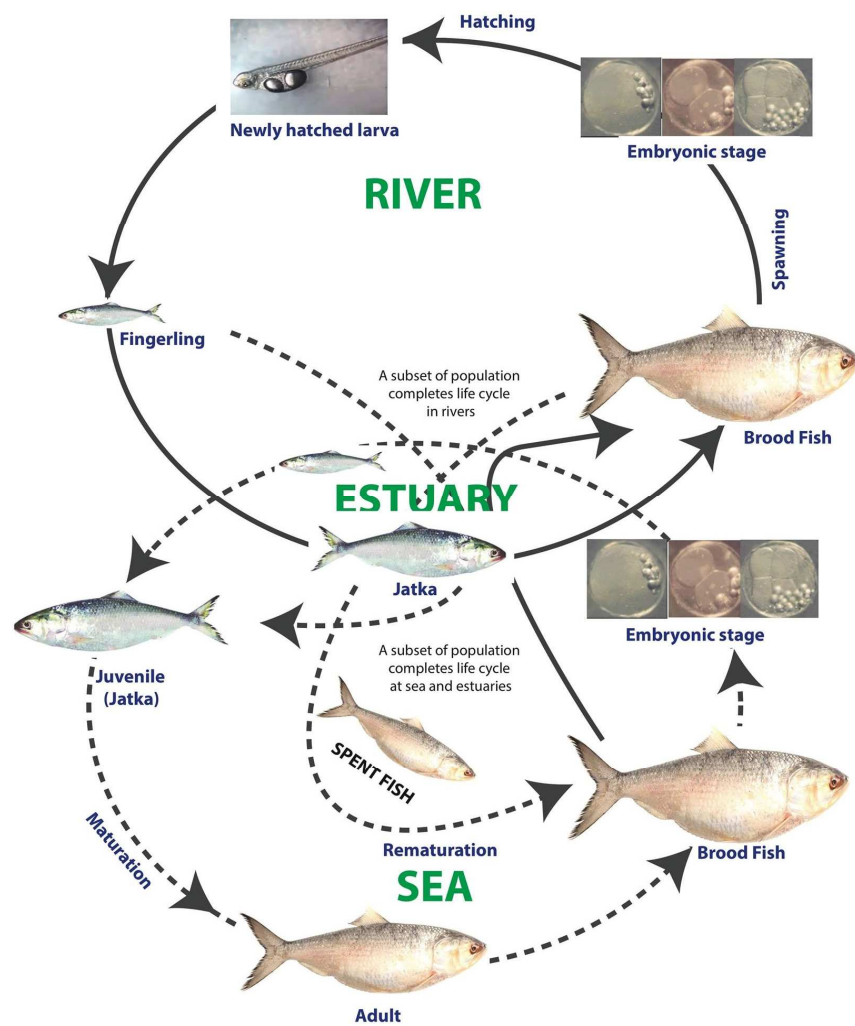 Hatching
Newly hatched larva
Embryonic stage
RIVER
Spawning
Fingerling
A subset of population
completes life cycle
in rivers
Brood Fish
ESTUARY
Jatka
Embryonic stage
A subset of population
completes life cycle
at sea and estuaries
Juvenile
(Jatka)
SPENT FISH
Maturation
Rematuration
Brood Fish
SEA
Adult